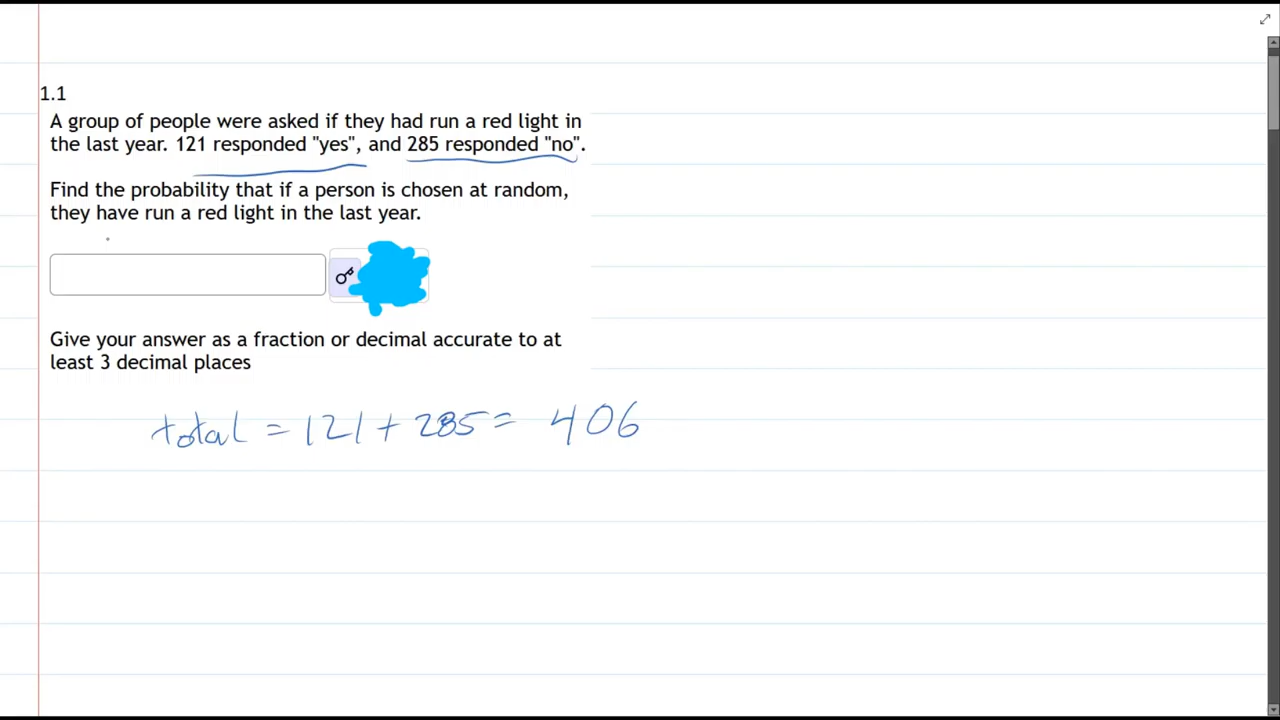 1.1
A group of people were asked if they had run a red light in
the last year. 121 responded "yes", and 285 responded "no".
Find the probability that if a person is chosen at random,
they have run a red light in the last year.
Give your answer as a fraction or decimal accurate to at
least 3 decimal places
total = 121 + 285 = 406